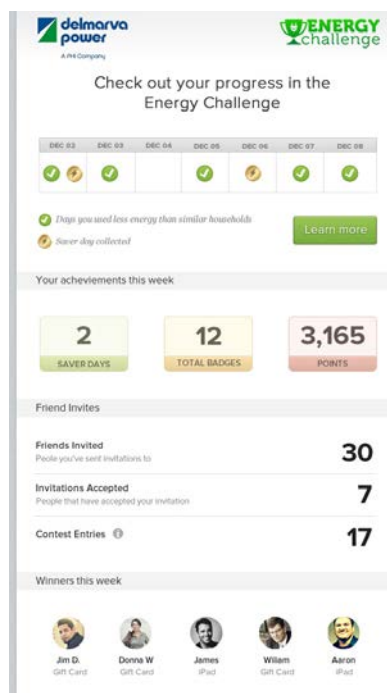 delmarva
power
A PHI Company
ENERGY
challenge
Check out your progress in the
Energy Challenge
DEC 02 DEC 03 DEC 04 DEC 05 DEC 06 DEC 07 DEC 08
Days you used less energy than similar households
Saver day collected
Learn more
Your acheviements this week
2 12 3,165
SAVER DAYS TOTAL BADGES POINTS
Friend Invites
Friends Invited 30
Peole you've sent invitations to
Invitations Accepted 7
People that have accepted your invitation
Contest Entries 17
Winners this week
Jim D. Donna W James Willam Aaron
Gift Card Gift Card iPad Gift Card iPad